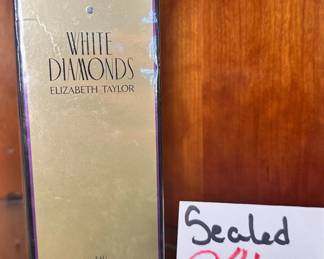 WHITE
DIAMONDS
ELIZABETH TAYLOR
Sealed